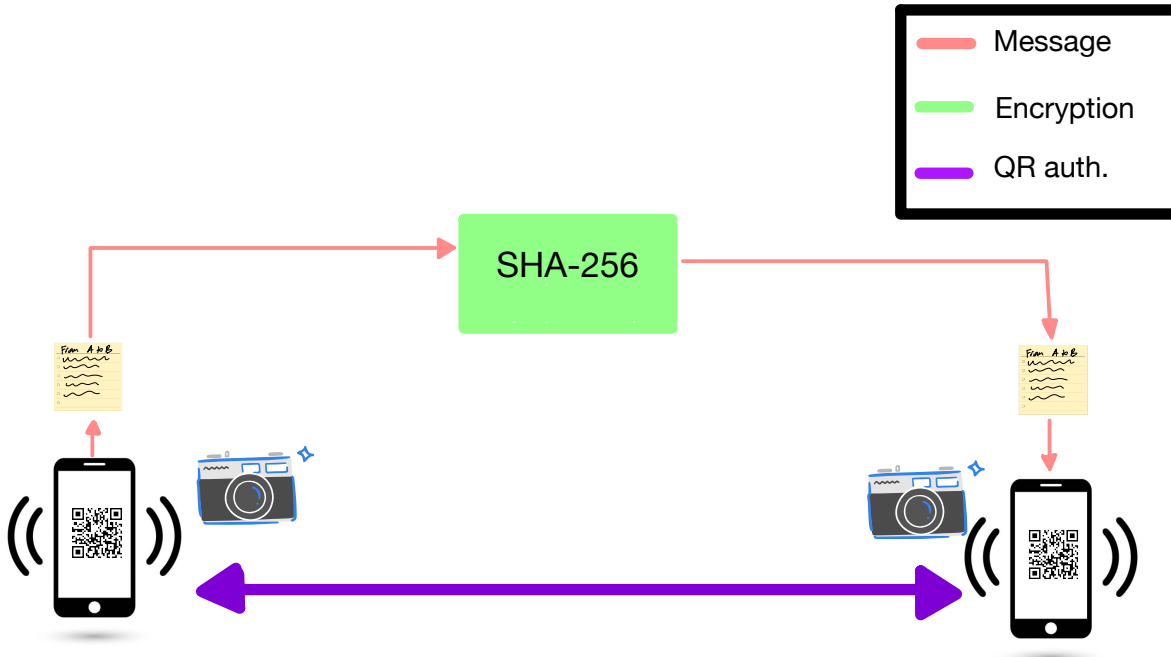 Message
Encryption
QR auth.
SHA-256
From A to B
From A to B